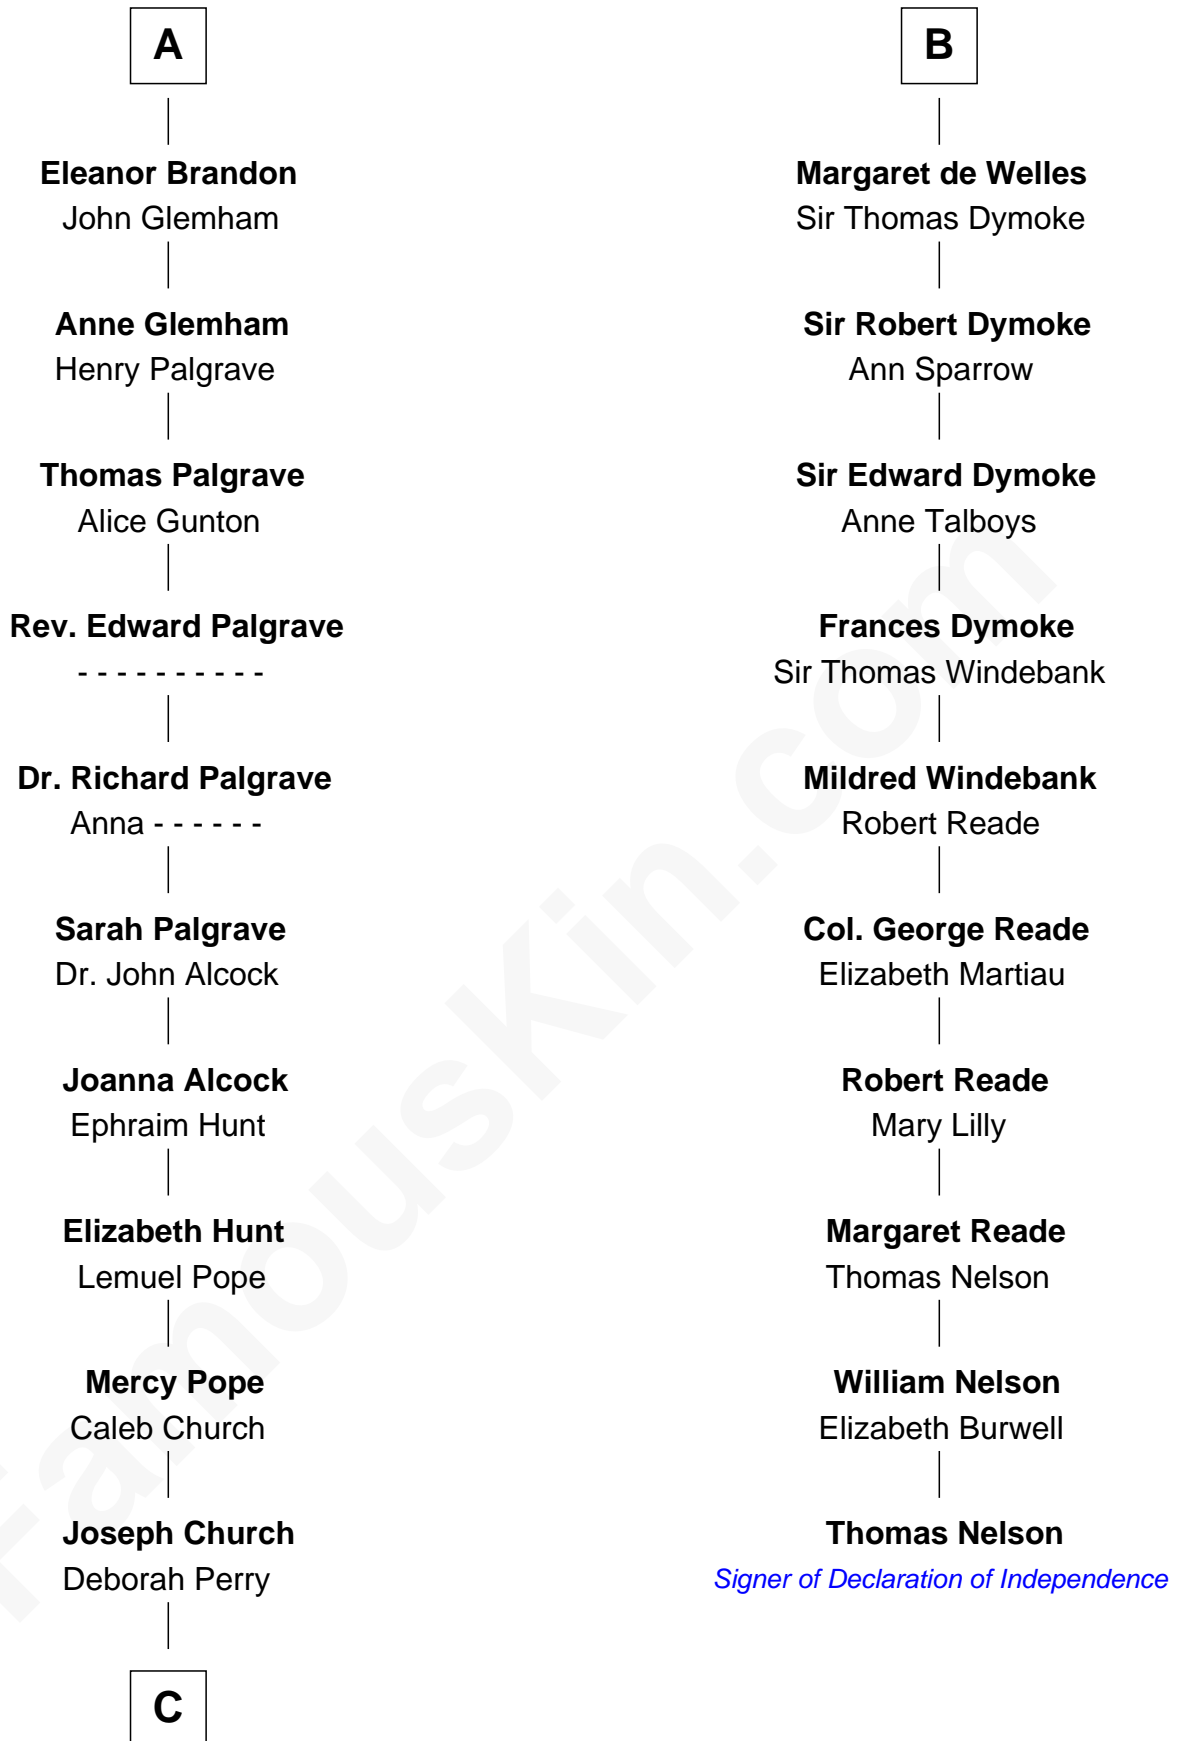 A
Eleanor Brandon
John Glemham
Anne Glemham
Henry Palgrave
Thomas Palgrave
Alice Gunton
Rev. Edward Palgrave
- - - - - - - - - -
Dr. Richard Palgrave
Anna - - - - - -
Sarah Palgrave
Dr. John Alcock
Joanna Alcock
Ephraim Hunt
Elizabeth Hunt
Lemuel Pope
Mercy Pope
Caleb Church
Joseph Church
Deborah Perry
C
B
Margaret de Welles
Sir Thomas Dymoke
Sir Robert Dymoke
Ann Sparrow
Sir Edward Dymoke
Anne Talboys
Frances Dymoke
Sir Thomas Windebank
Mildred Windebank
Robert Reade
Col. George Reade
Elizabeth Martiau
Robert Reade
Mary Lilly
Margaret Reade
Thomas Nelson
William Nelson
Elizabeth Burwell
Thomas Nelson
Signer of Declaration of Independence
FamousKin.com